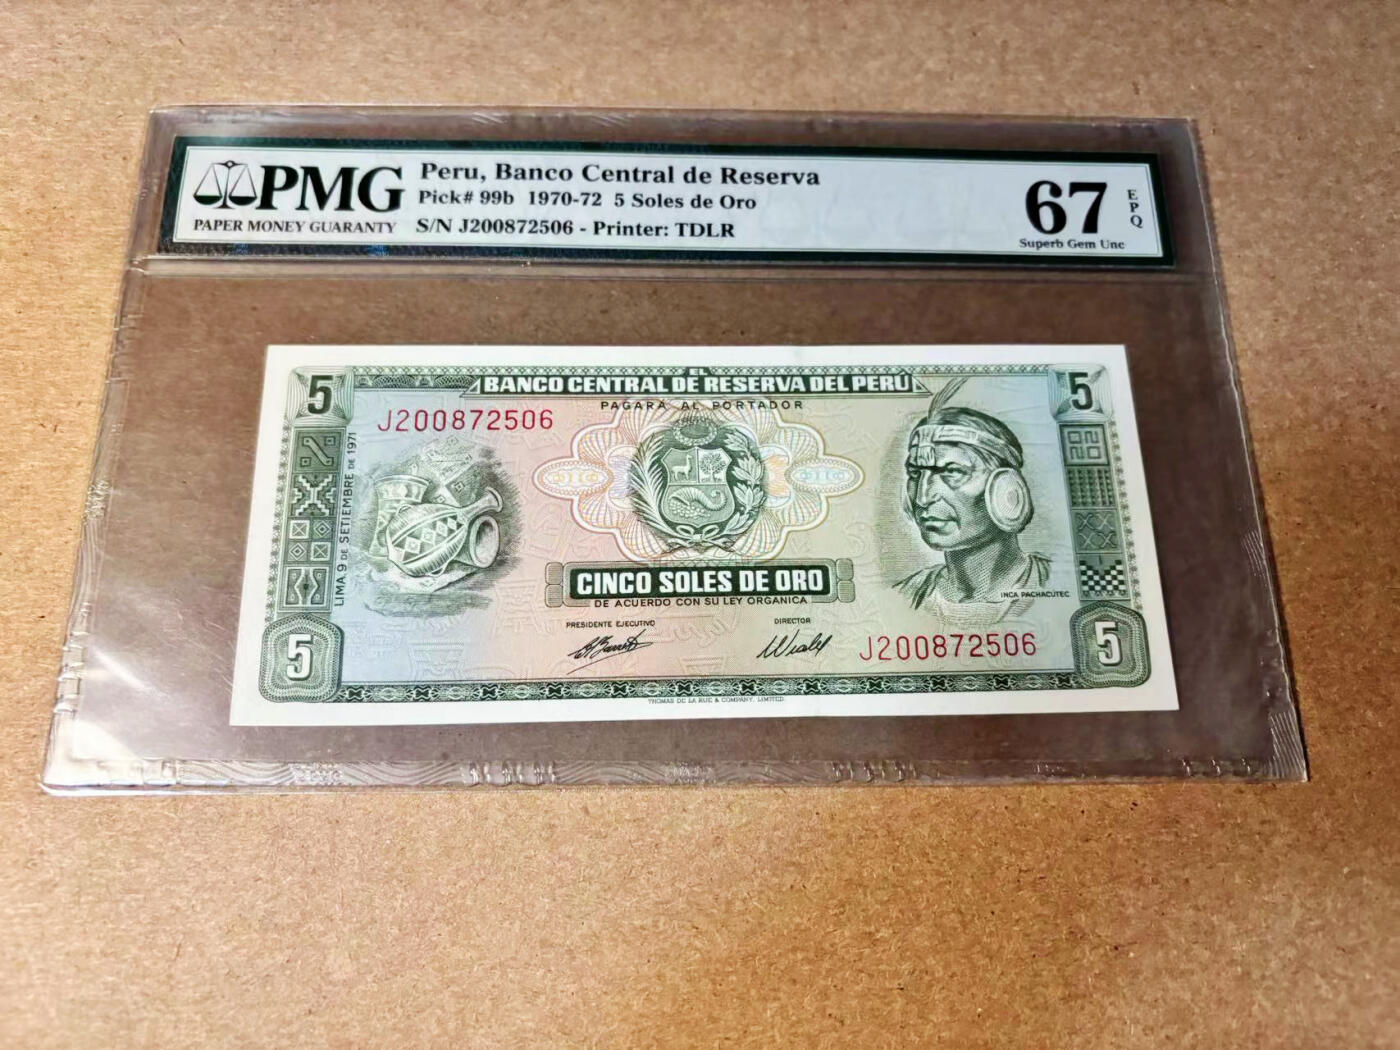 PMG
PAPER MONEY GUARANTY
Peru, Banco Central de Reserva
Pick# 99b 1970-72 5 Soles de Oro
S/N J200872506 - Printer: TDLR
67
EPQ
Superb Gem Unc
5
EL
BANCO CENTRAL DE RESERVA DEL PERÚ
5
PAGARÁ AL PORTADOR
J200872506
LIMA, 9 DE SETIEMBRE DE 1971
CINCO SOLES DE ORO
DE ACUERDO CON SU LEY ORGANICA
INCA PACHACÚTEC
PRESIDENTE EJECUTIVO
DIRECTOR
J200872506
5
5
THOMAS DE LA RUE & COMPANY, LIMITED.